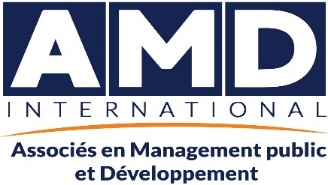 AMD
INTERNATIONAL
Associés en Management public
et Développement